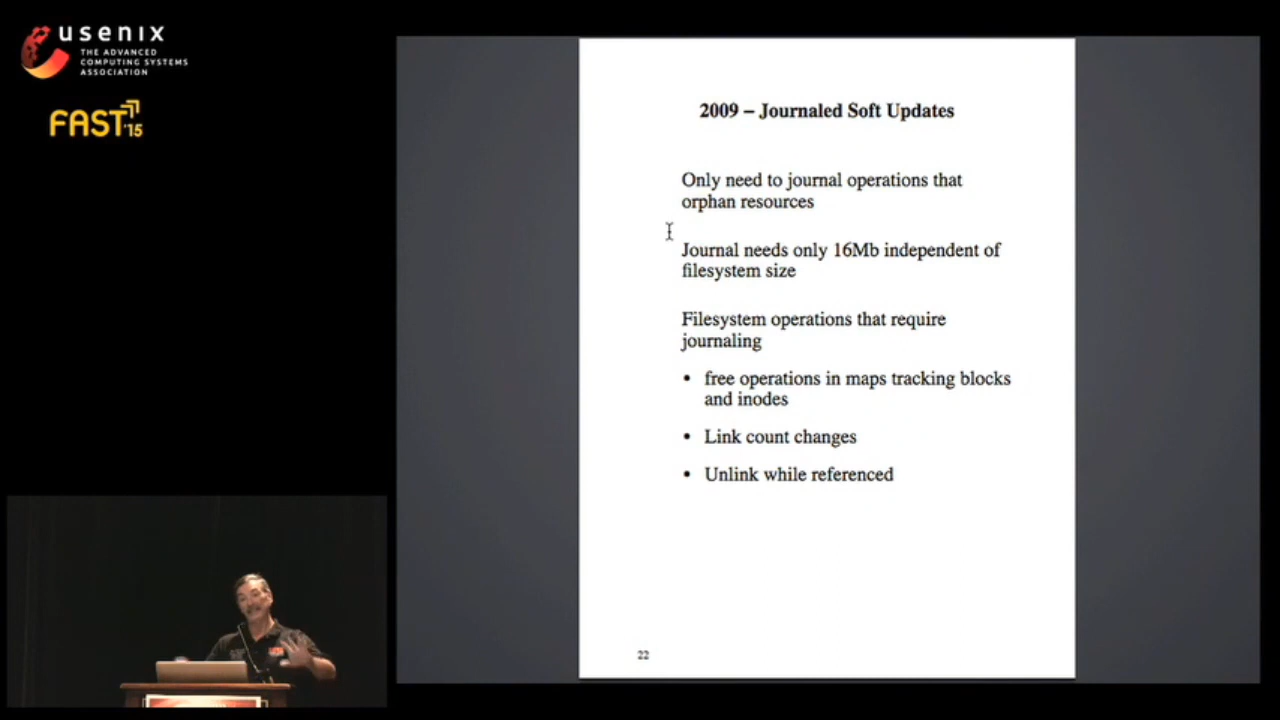 usenix
THE ADVANCED
COMPUTING SYSTEMS
ASSOCIATION
FAST '15
2009 – Journaled Soft Updates
Only need to journal operations that
orphan resources
Journal needs only 16Mb independent of
filesystem size
Filesystem operations that require
journaling
• free operations in maps tracking blocks
and inodes
• Link count changes
• Unlink while referenced
22